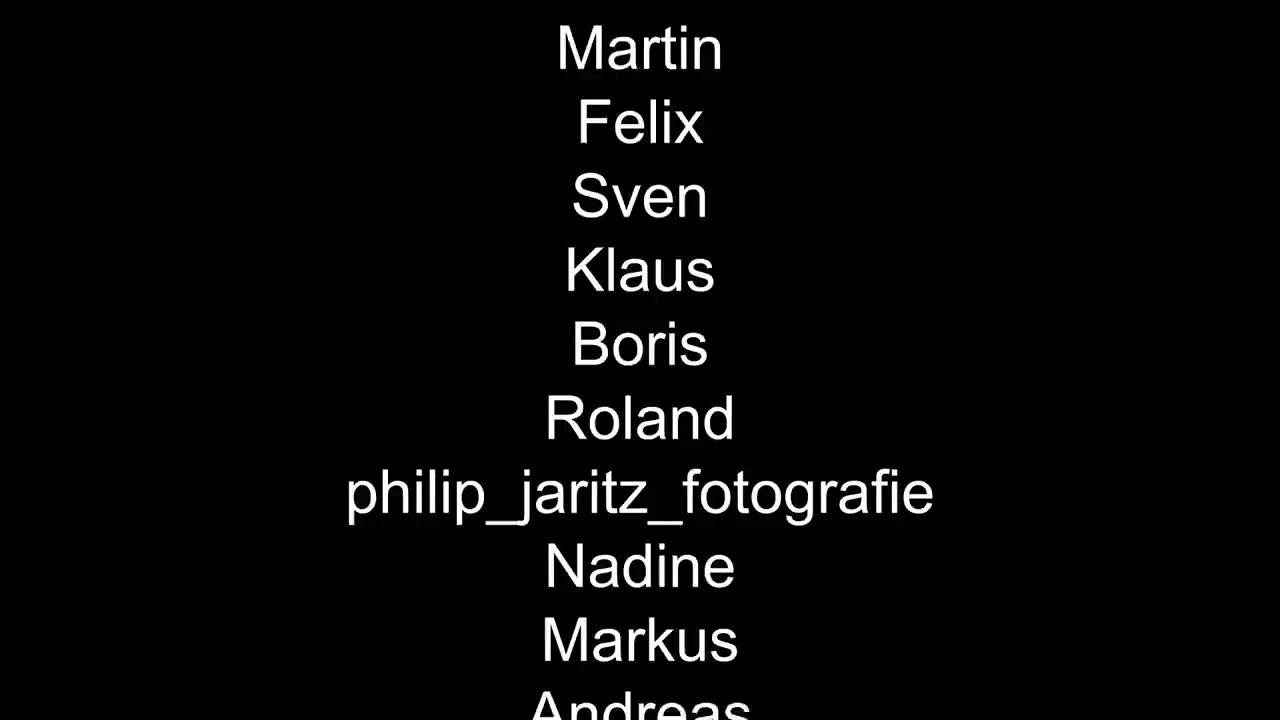 Martin
Felix
Sven
Klaus
Boris
Roland
philip_jaritz_fotografie
Nadine
Markus
Andreas